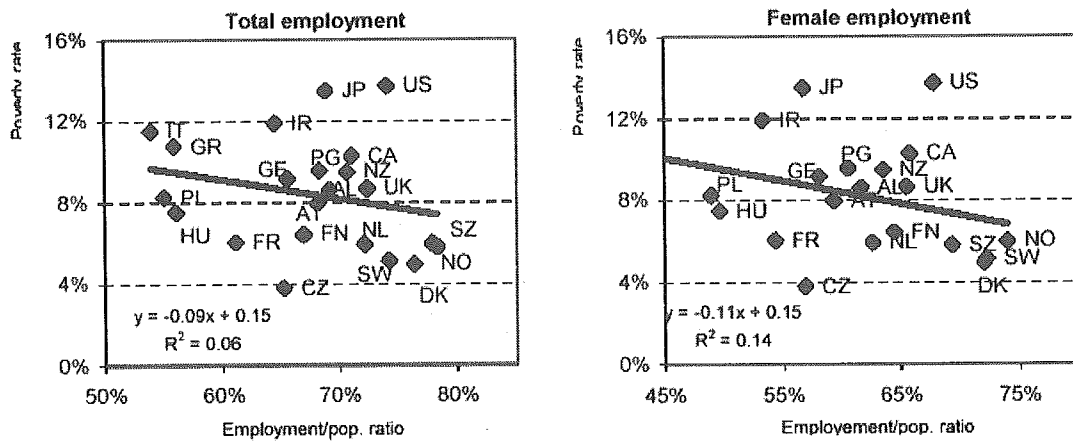 Total employment
Poverty rate
16%
12%
8%
4%
0%
JP
US
IR
IT
GR
PG
CA
GE
NZ
AL
UK
PL
AT
HU
FR
FN
NL
SZ
SW
NO
CZ
DK
y = -0.09x + 0.15
R² = 0.06
50%
60%
70%
80%
Employment/pop. ratio
Female employment
Poverty rate
16%
12%
8%
4%
0%
JP
US
IR
CA
PG
GE
NZ
PL
AL
UK
AT
HU
FR
FN
NL
SZ
NO
SW
CZ
DK
y = -0.11x + 0.15
R² = 0.14
45%
55%
65%
75%
Employement/pop. ratio